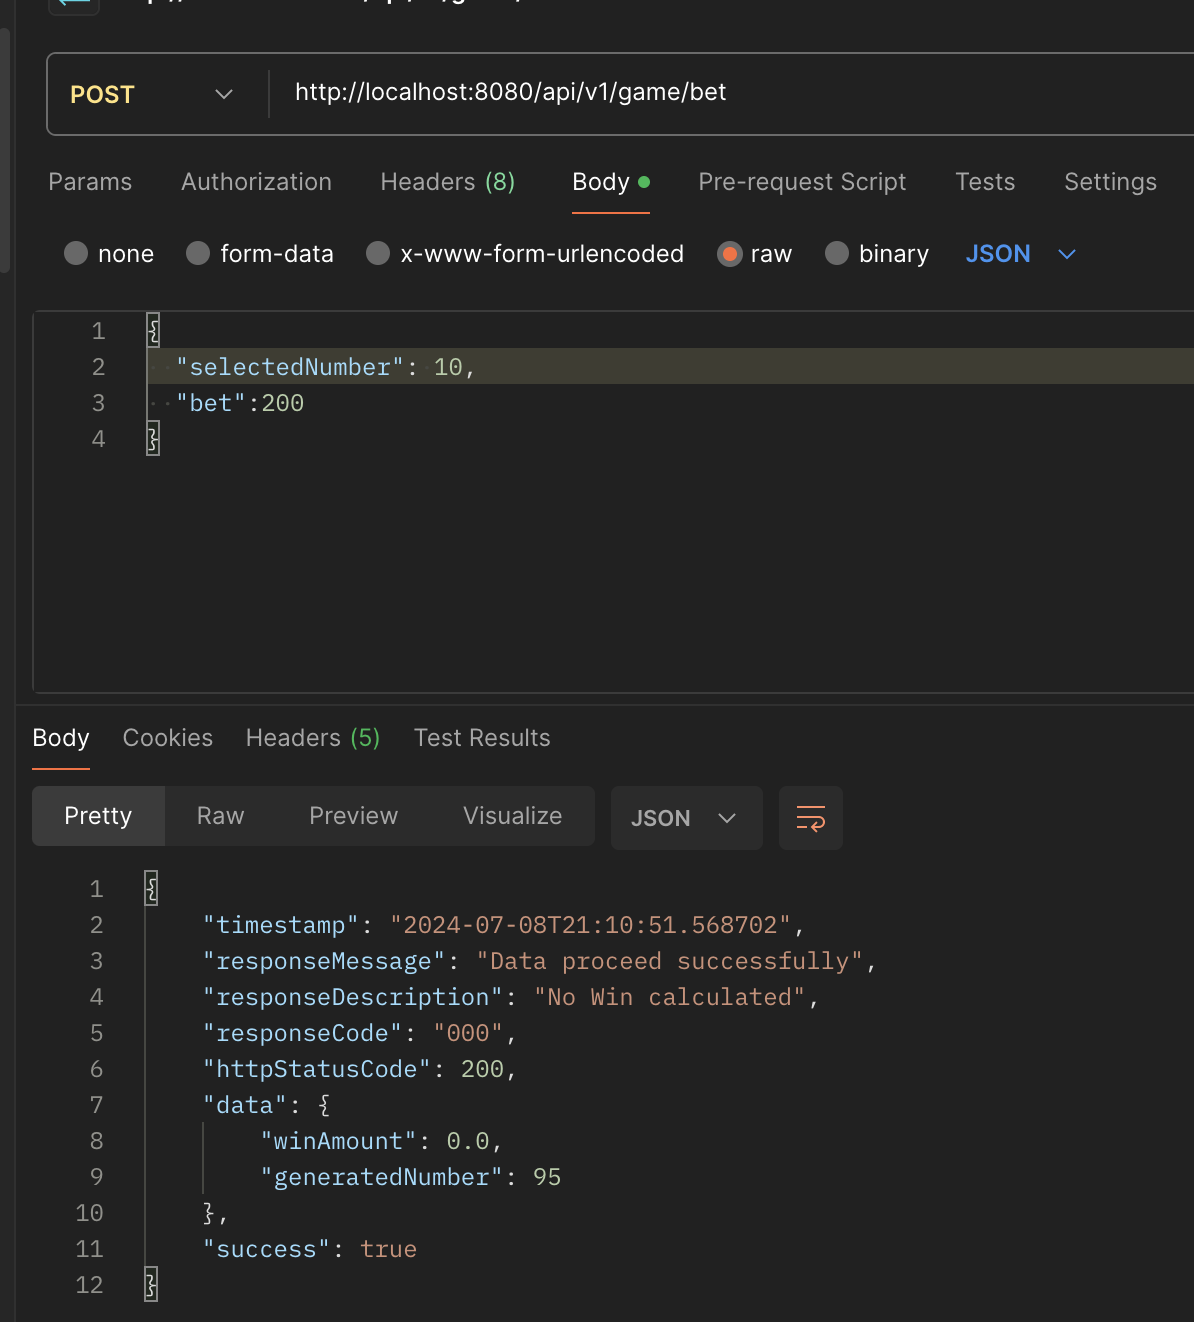 POST http://localhost:8080/api/v1/game/bet
Params Authorization Headers (8) Body Pre-request Script Tests Settings
none form-data x-www-form-urlencoded raw binary JSON
1 {
2 "selectedNumber": 10,
3 "bet":200
4 }
Body Cookies Headers (5) Test Results
Pretty Raw Preview Visualize JSON
1 {
2 "timestamp": "2024-07-08T21:10:51.568702",
3 "responseMessage": "Data proceed successfully",
4 "responseDescription": "No Win calculated",
5 "responseCode": "000",
6 "httpStatusCode": 200,
7 "data": {
8 "winAmount": 0.0,
9 "generatedNumber": 95
10 },
11 "success": true
12 }